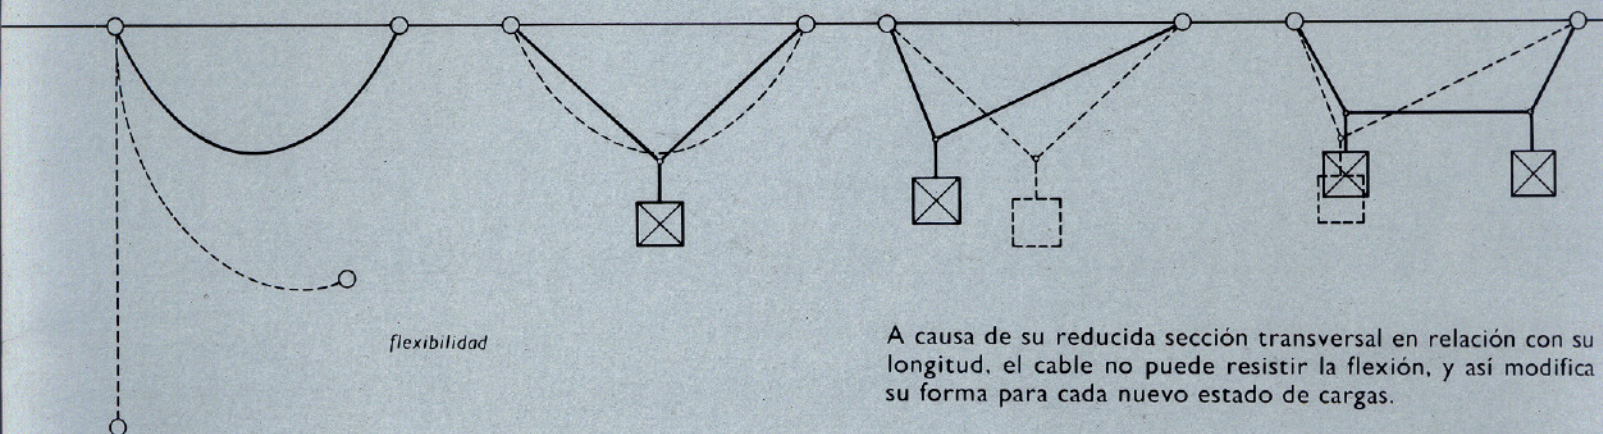 flexibilidad
A causa de su reducida sección transversal en relación con su
longitud, el cable no puede resistir la flexión, y así modifica
su forma para cada nuevo estado de cargas.